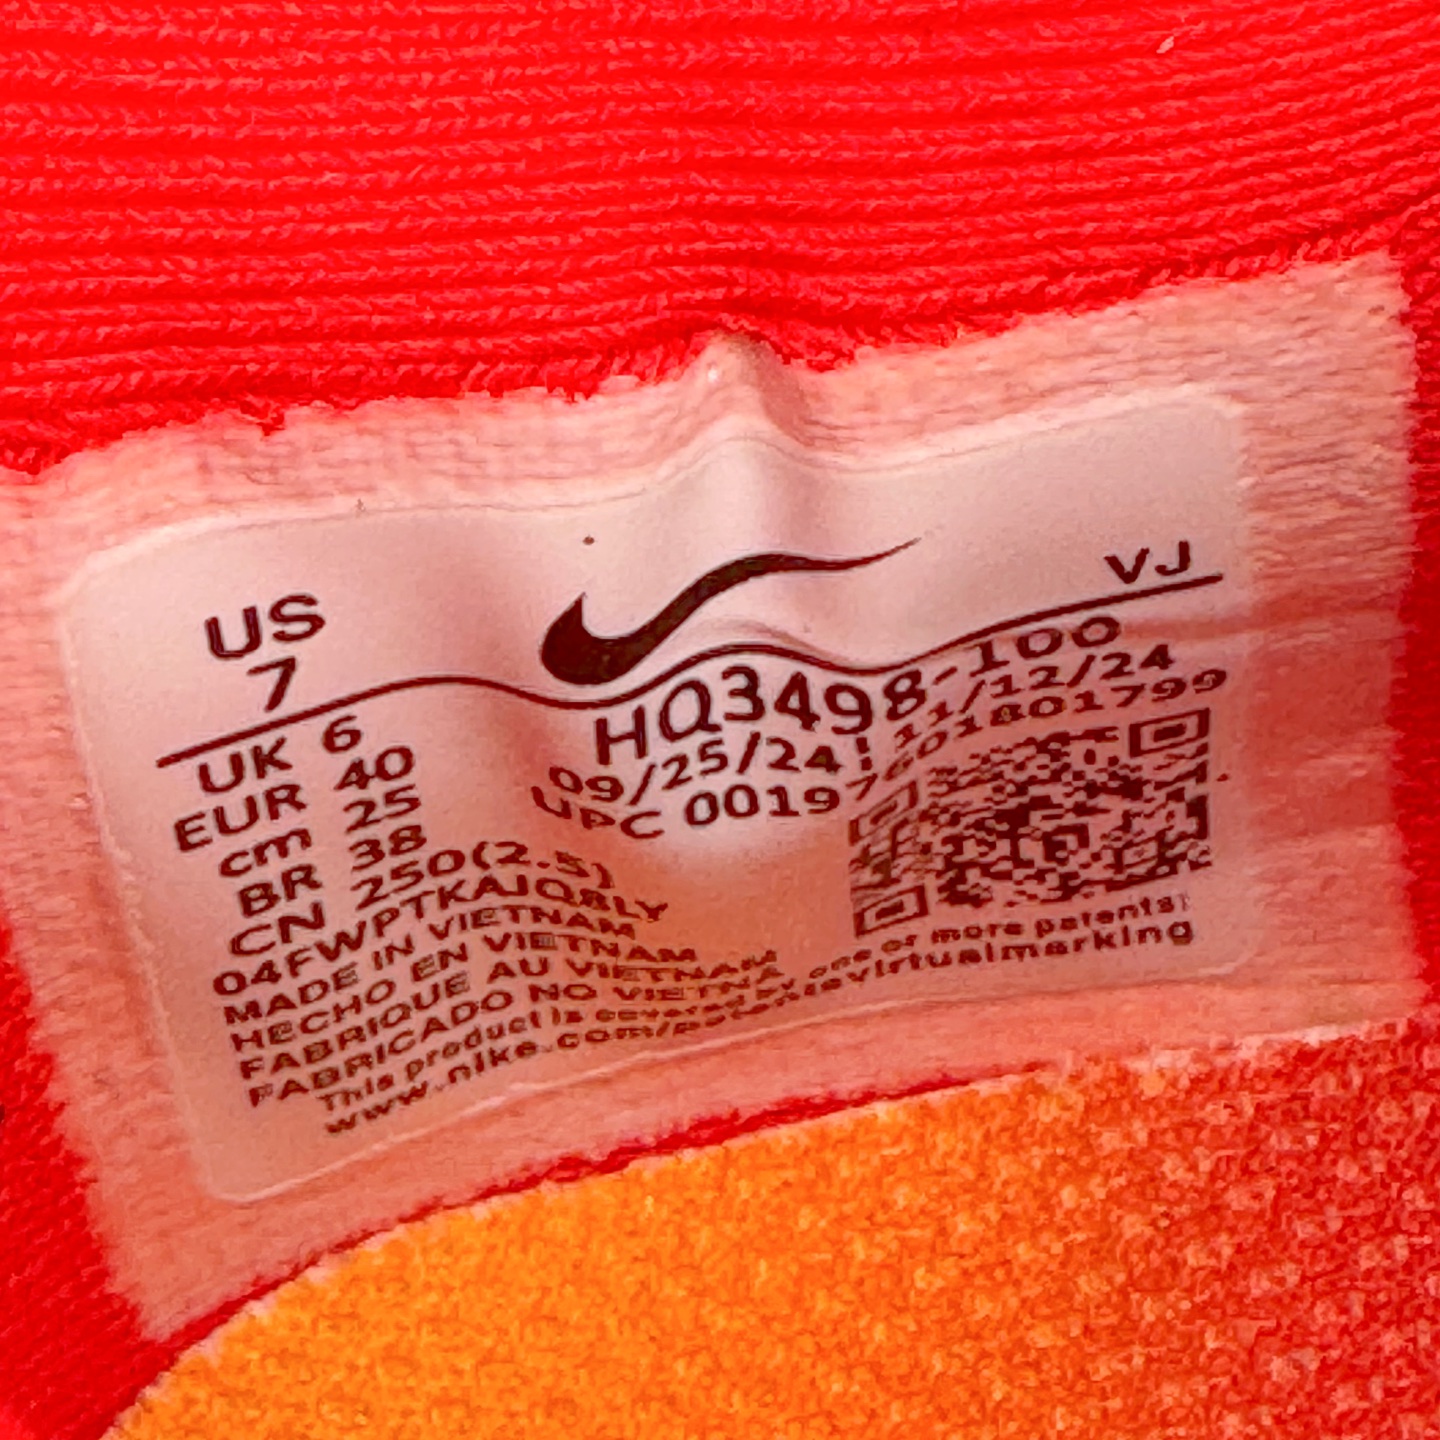 US
7
VJ
UK 6
EUR 40
cm 25
BR 38
CN 250(2.5)
04FWPTKAJQ8LY
MADE IN VIETNAM
HECHO EN VIETNAM
FABRIQUE AU VIETNAM
FABRICADO NO VIETNA
This product is covered by one or more patents
www.nike.com/patentsvirtualmarking
HQ3498-100
09/25/24 11/12/24
UPC 00197601801799